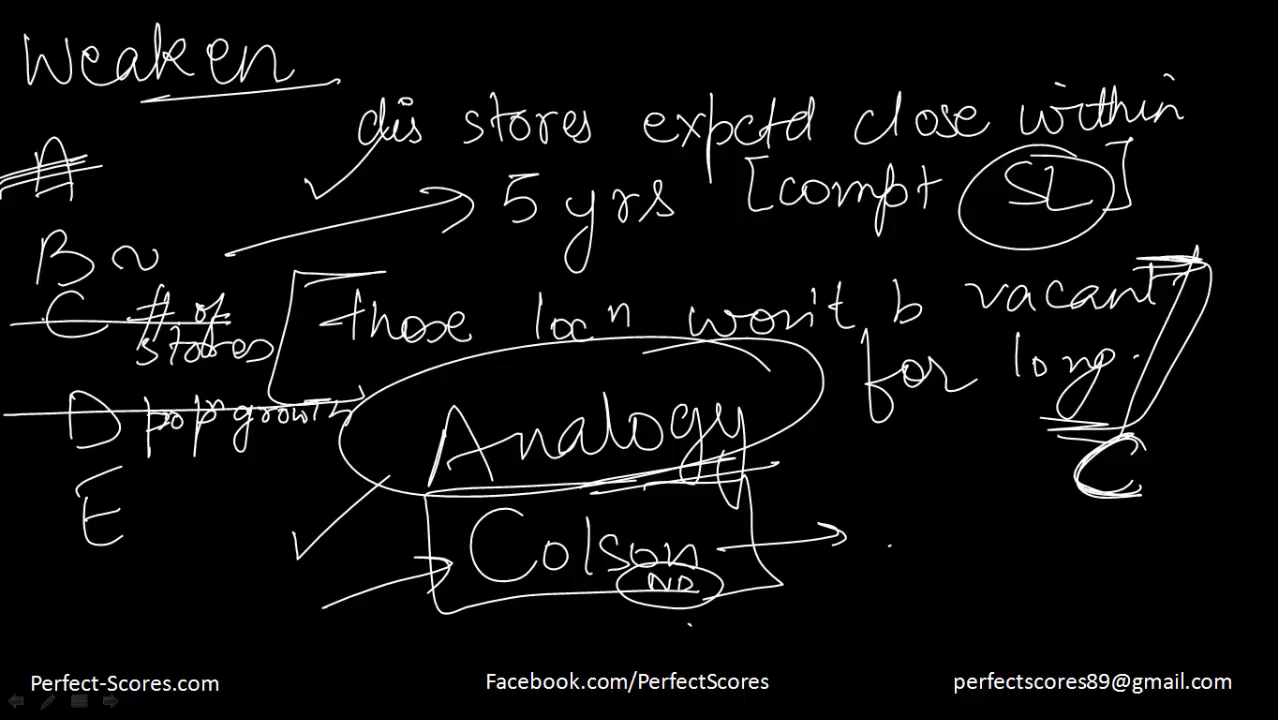 Weaken
dis stores expctd close within
A
5 yrs [compt SL]
B ~
C # of stores
those locn won't b vacant
for long.
D popn growth
Analogy
C
E
Colson
ND
Perfect-Scores.com
Facebook.com/PerfectScores
perfectscores89@gmail.com